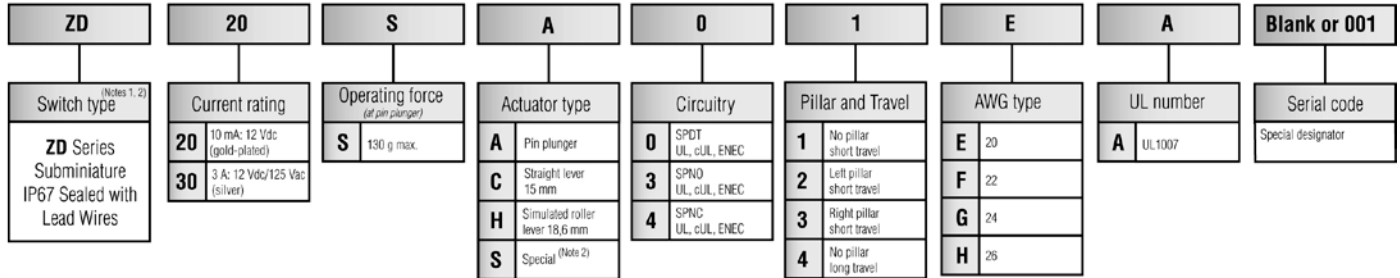 ZD 20 S A 0 1 E A Blank or 001
Switch type (Notes 1, 2)
ZD Series
Subminiature
IP67 Sealed with
Lead Wires
Current rating
20 10 mA: 12 Vdc
(gold-plated)
30 3 A: 12 Vdc/125 Vac
(silver)
Operating force
(at pin plunger)
S 130 g max.
Actuator type
A Pin plunger
C Straight lever
15 mm
H Simulated roller
lever 18,6 mm
S Special (Note 2)
Circuitry
0 SPDT
UL, cUL, ENEC
3 SPNO
UL, cUL, ENEC
4 SPNC
UL, cUL, ENEC
Pillar and Travel
1 No pillar
short travel
2 Left pillar
short travel
3 Right pillar
short travel
4 No pillar
long travel
AWG type
E 20
F 22
G 24
H 26
UL number
A UL1007
Serial code
Special designator